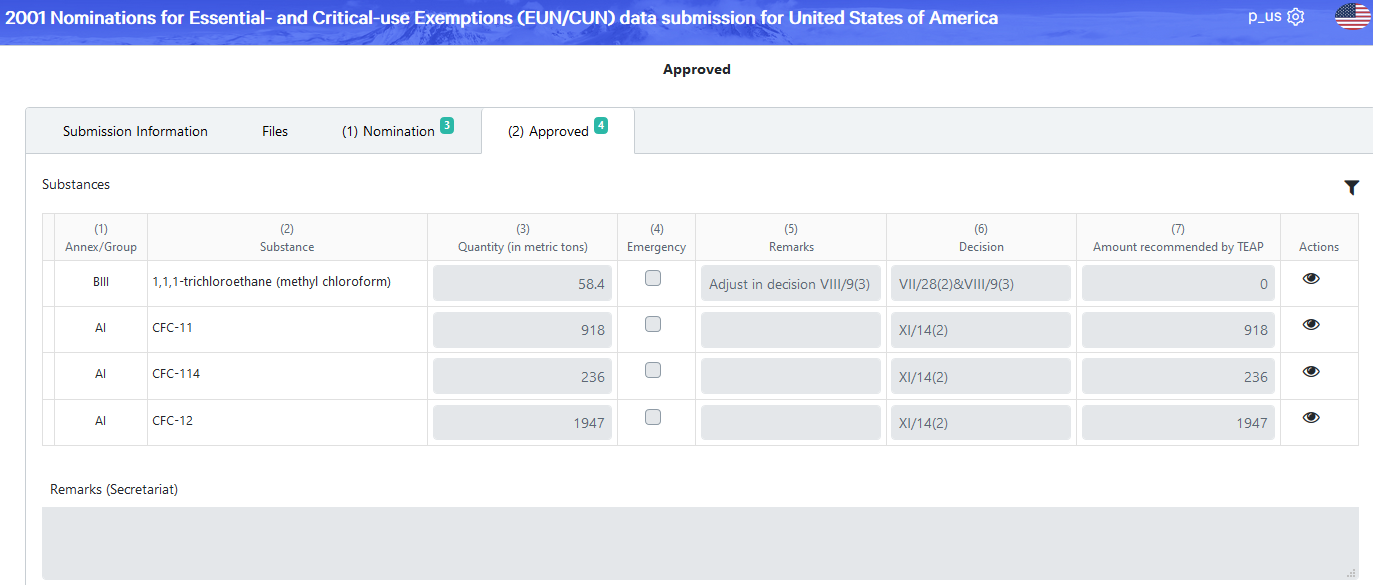 2001 Nominations for Essential- and Critical-use Exemptions (EUN/CUN) data submission for United States of America
p_us
Approved
Submission Information Files (1) Nomination 3 (2) Approved 4
Substances
(1) (2) (3) (4) (5) (6) (7)
Annex/Group Substance Quantity (in metric tons) Emergency Remarks Decision Amount recommended by TEAP Actions
BIII 1,1,1-trichloroethane (methyl chloroform) 58.4 Adjust in decision VIII/9(3) VII/28(2)&VIII/9(3) 0
AI CFC-11 918 XI/14(2) 918
AI CFC-114 236 XI/14(2) 236
AI CFC-12 1947 XI/14(2) 1947
Remarks (Secretariat)